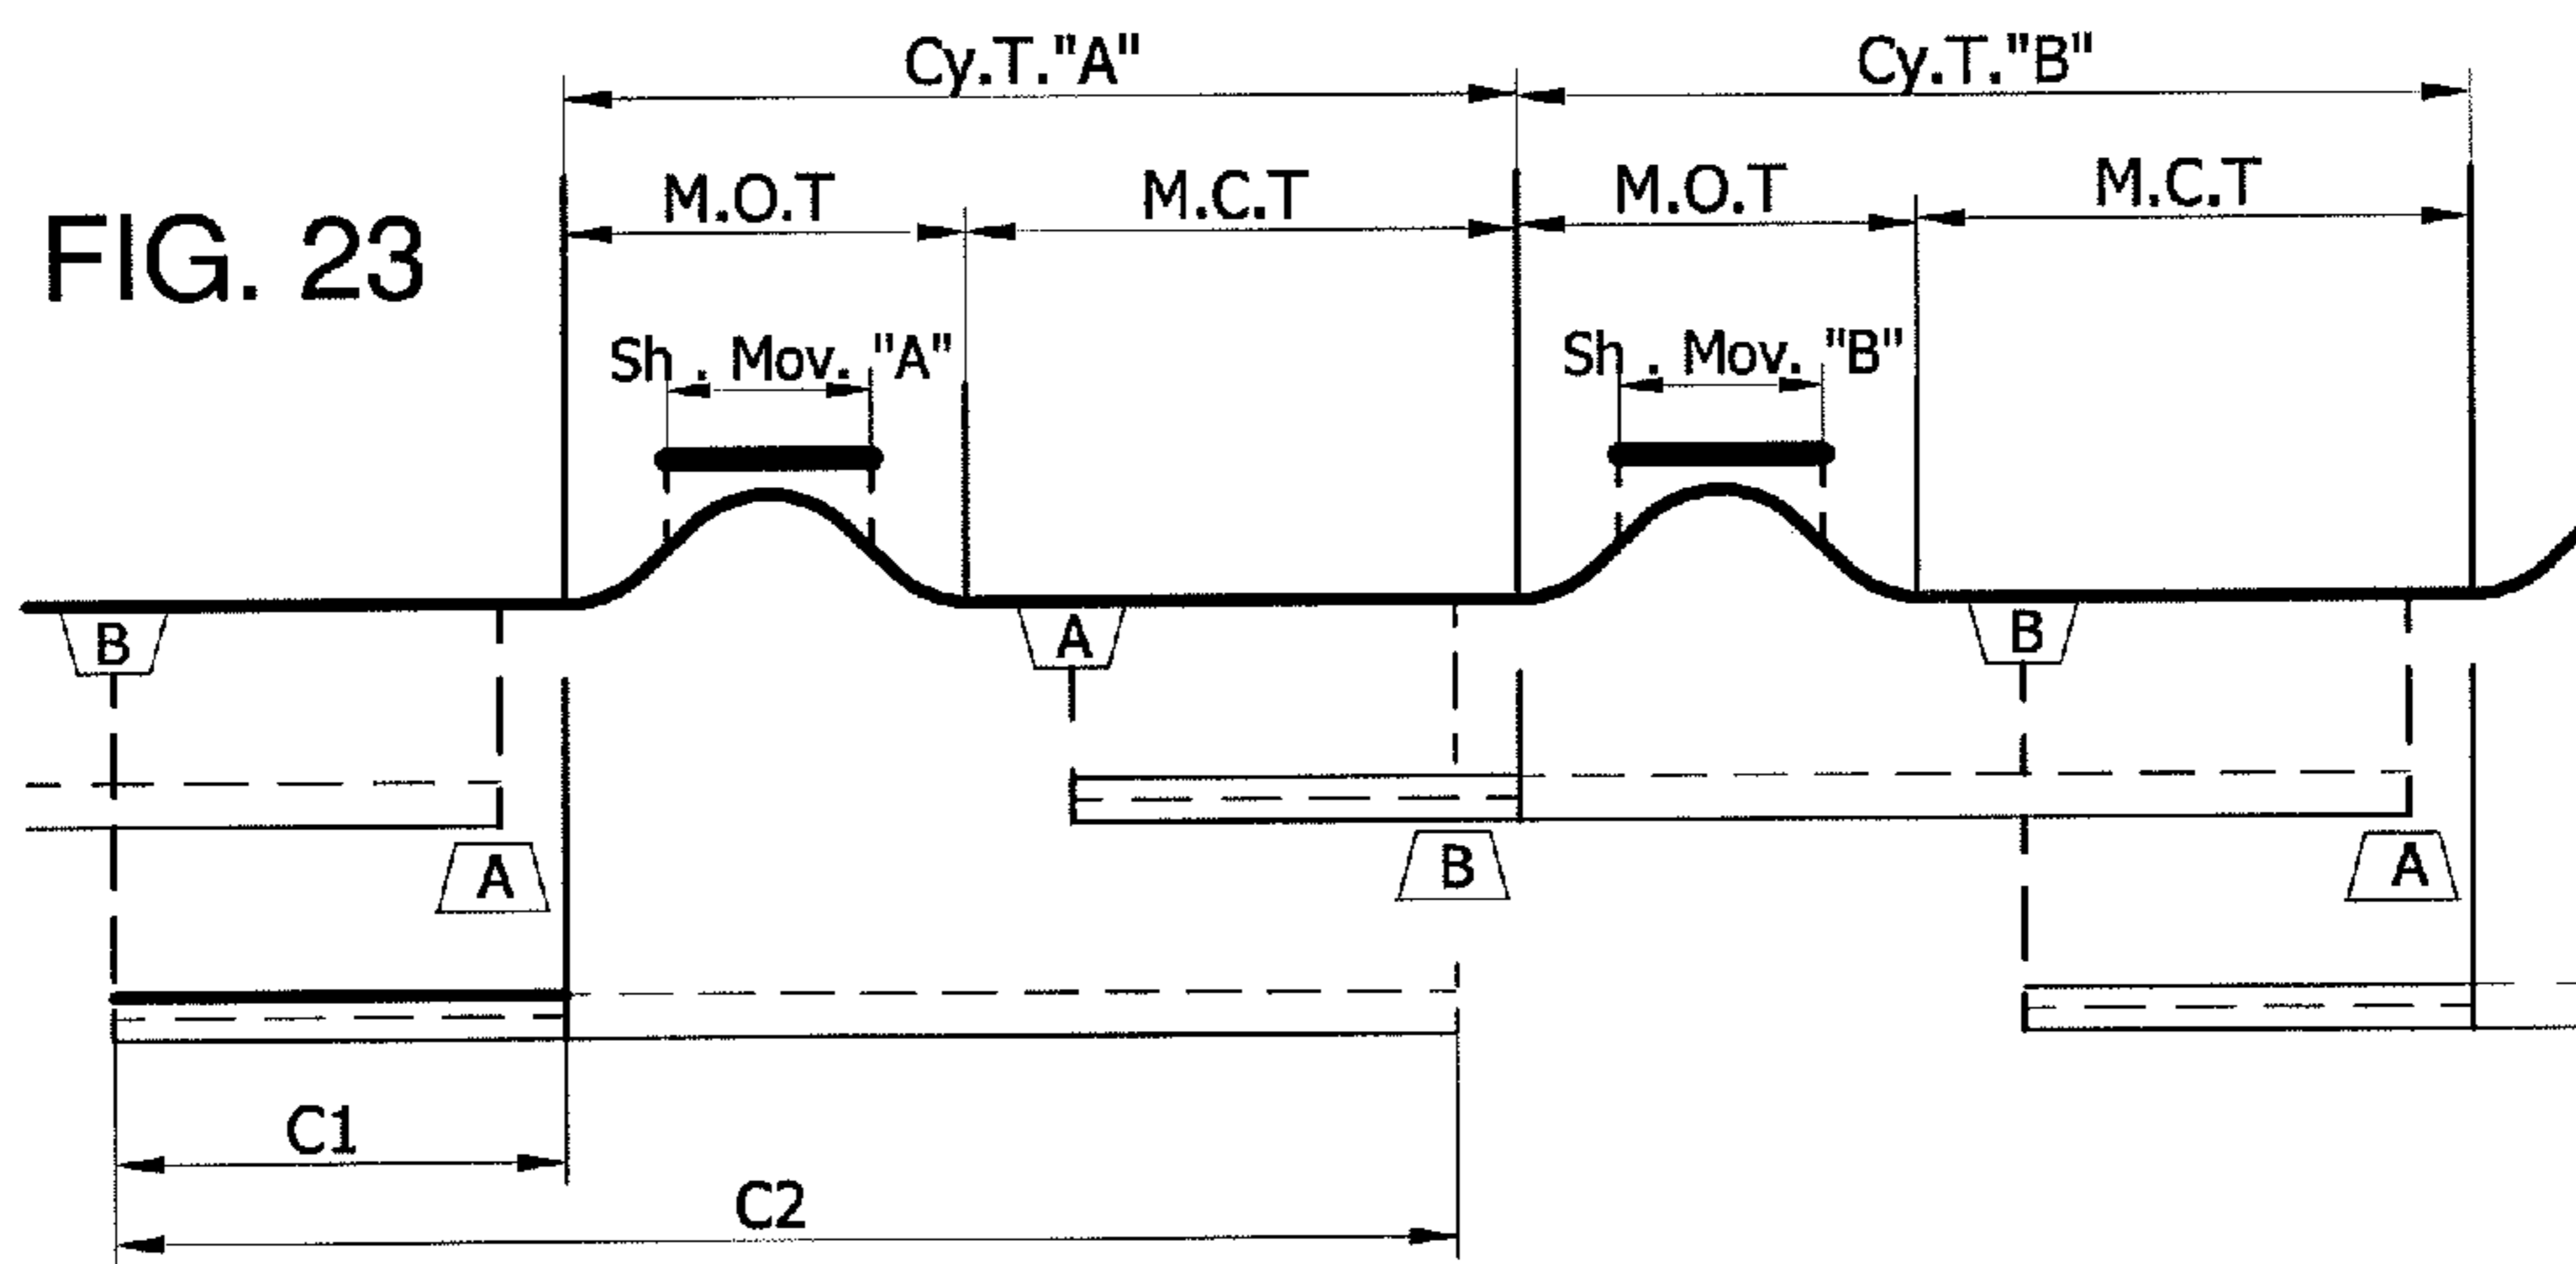 Cy.T."A" Cy.T."B"
M.O.T M.C.T M.O.T M.C.T
FIG. 23
Sh . Mov. "A" Sh . Mov. "B"
B A B
A B A
C1
C2